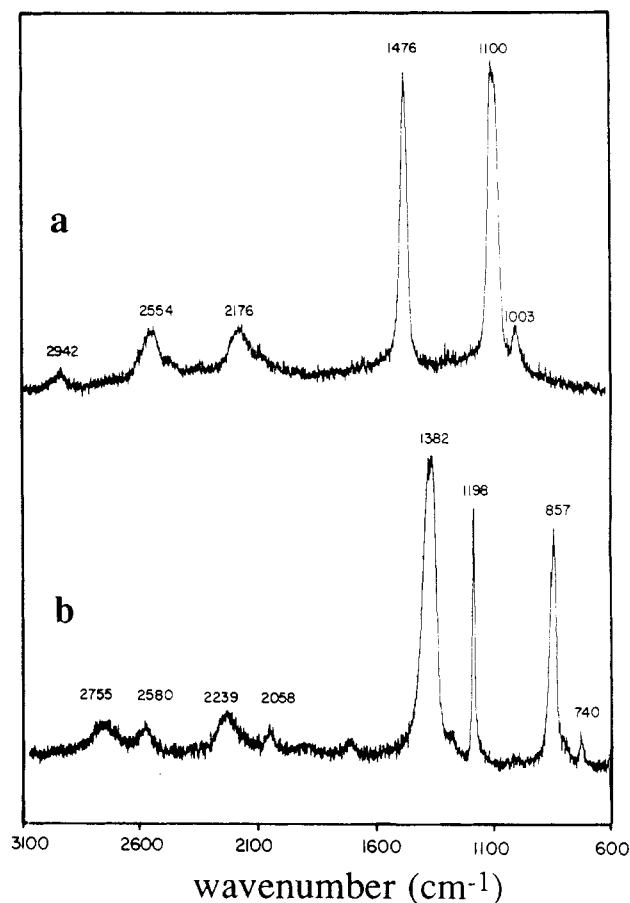 1476 1100
a
2942 2554 2176 1003
1382
1198 857
b
2755 2580 2239 2058 740
3100 2600 2100 1600 1100 600
wavenumber (cm-1)